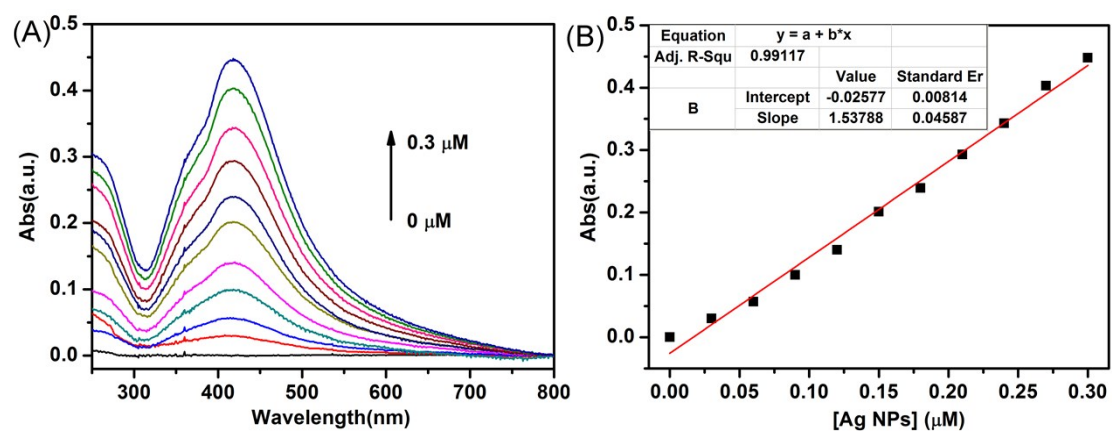 (A)
0.5
0.4
0.3
0.2
0.1
0.0
Abs(a.u.)
0.3 μM
0 μM
300 400 500 600 700 800
Wavelength(nm)
(B)
0.5
0.4
0.3
0.2
0.1
0.0
Abs(a.u.)
Equation y = a + b*x
Adj. R-Squ 0.99117
Value Standard Er
B Intercept -0.02577 0.00814
Slope 1.53788 0.04587
0.00 0.05 0.10 0.15 0.20 0.25 0.30
[Ag NPs] (μM)